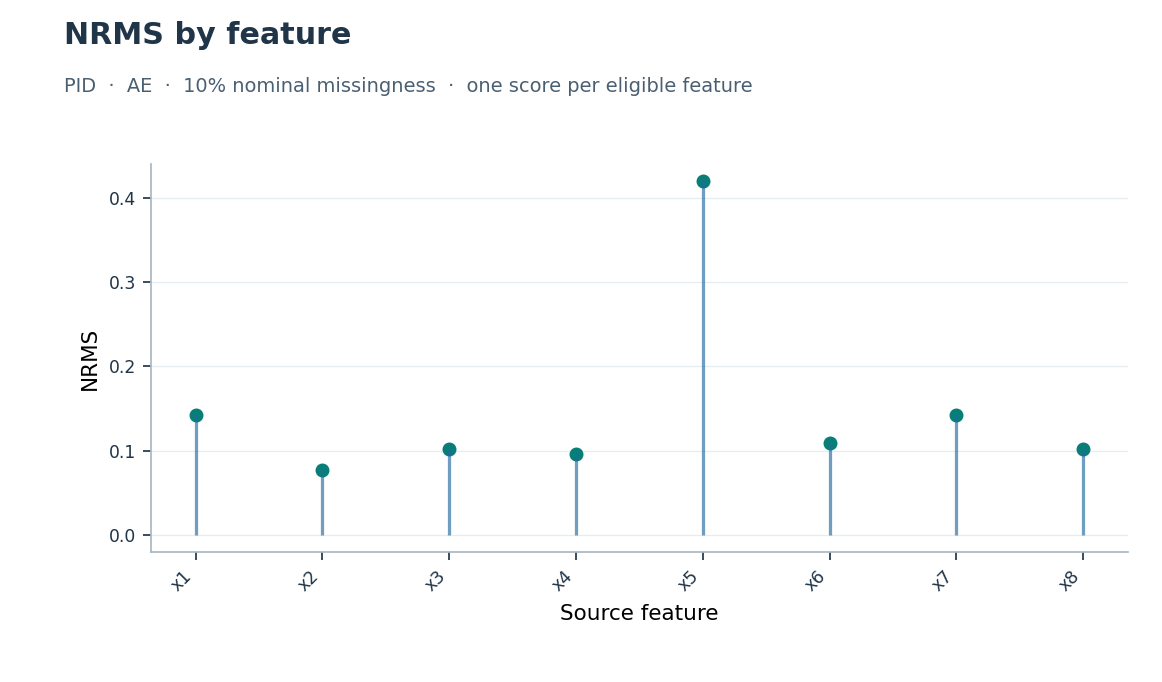 NRMS by feature
PID · AE · 10% nominal missingness · one score per eligible feature
0.4
0.3
0.2
0.1
0.0
NRMS
x1 x2 x3 x4 x5 x6 x7 x8
Source feature